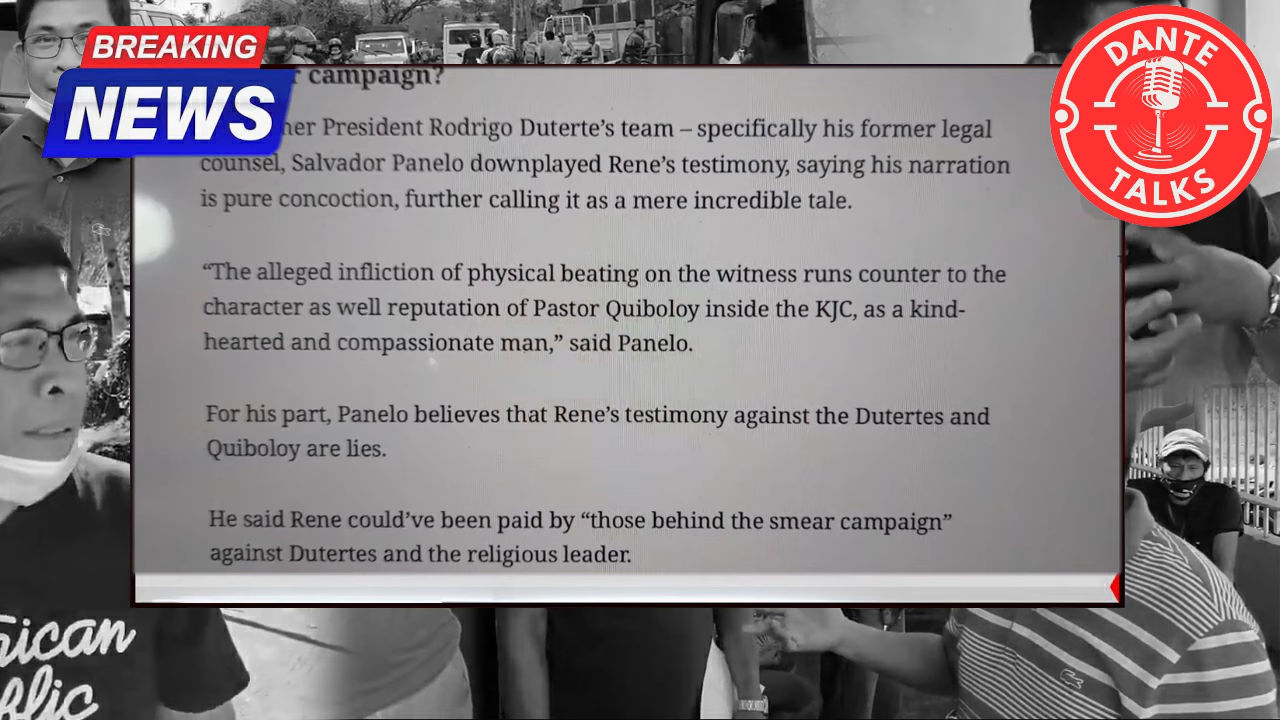 BREAKING
NEWS
DANTE
TALKS
campaign?
President Rodrigo Duterte’s team – specifically his former legal
counsel, Salvador Panelo downplayed Rene’s testimony, saying his narration
is pure concoction, further calling it as a mere incredible tale.
“The alleged infliction of physical beating on the witness runs counter to the
character as well reputation of Pastor Quiboloy inside the KJC, as a kind-
hearted and compassionate man,” said Panelo.
For his part, Panelo believes that Rene’s testimony against the Dutertes and
Quiboloy are lies.
He said Rene could’ve been paid by “those behind the smear campaign”
against Dutertes and the religious leader.